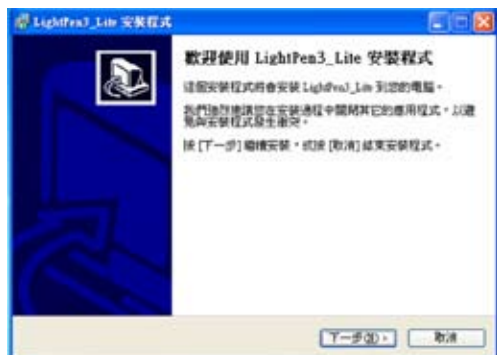 LightPen3_Lite 安裝程式
歡迎使用 LightPen3_Lite 安裝程式
這個安裝程式將會安裝 LightPen3_Lite 到您的電腦。
我們強烈建議您在安裝過程中關閉其它的應用程式，以避
免與安裝程式發生衝突。
按 [下一步] 繼續安裝，或按 [取消] 結束安裝程式。
下一步(N) >
取消